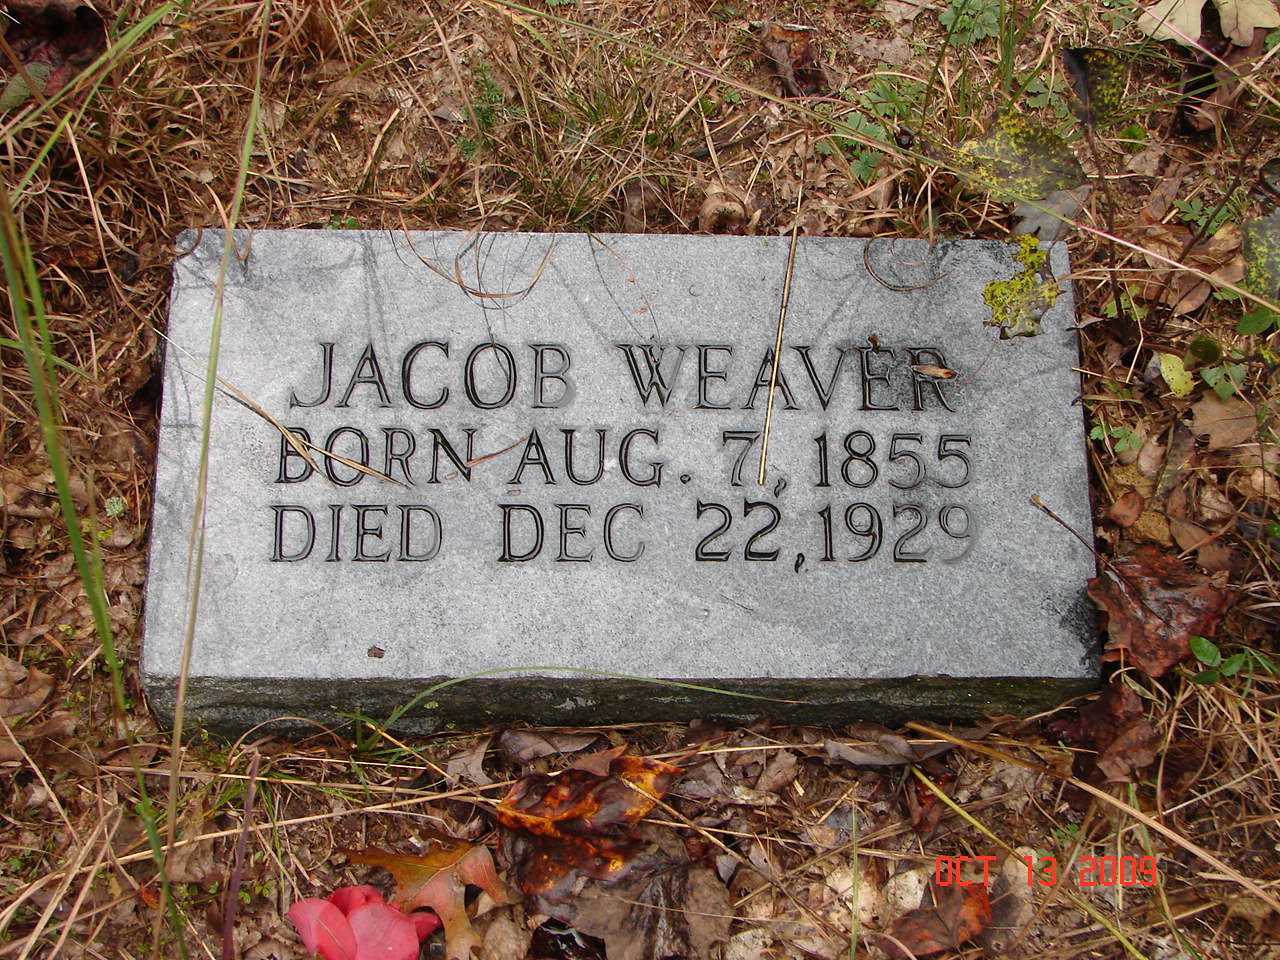 JACOB WEAVER
BORN AUG. 7, 1855
DIED DEC 22, 1929
OCT 13 2009